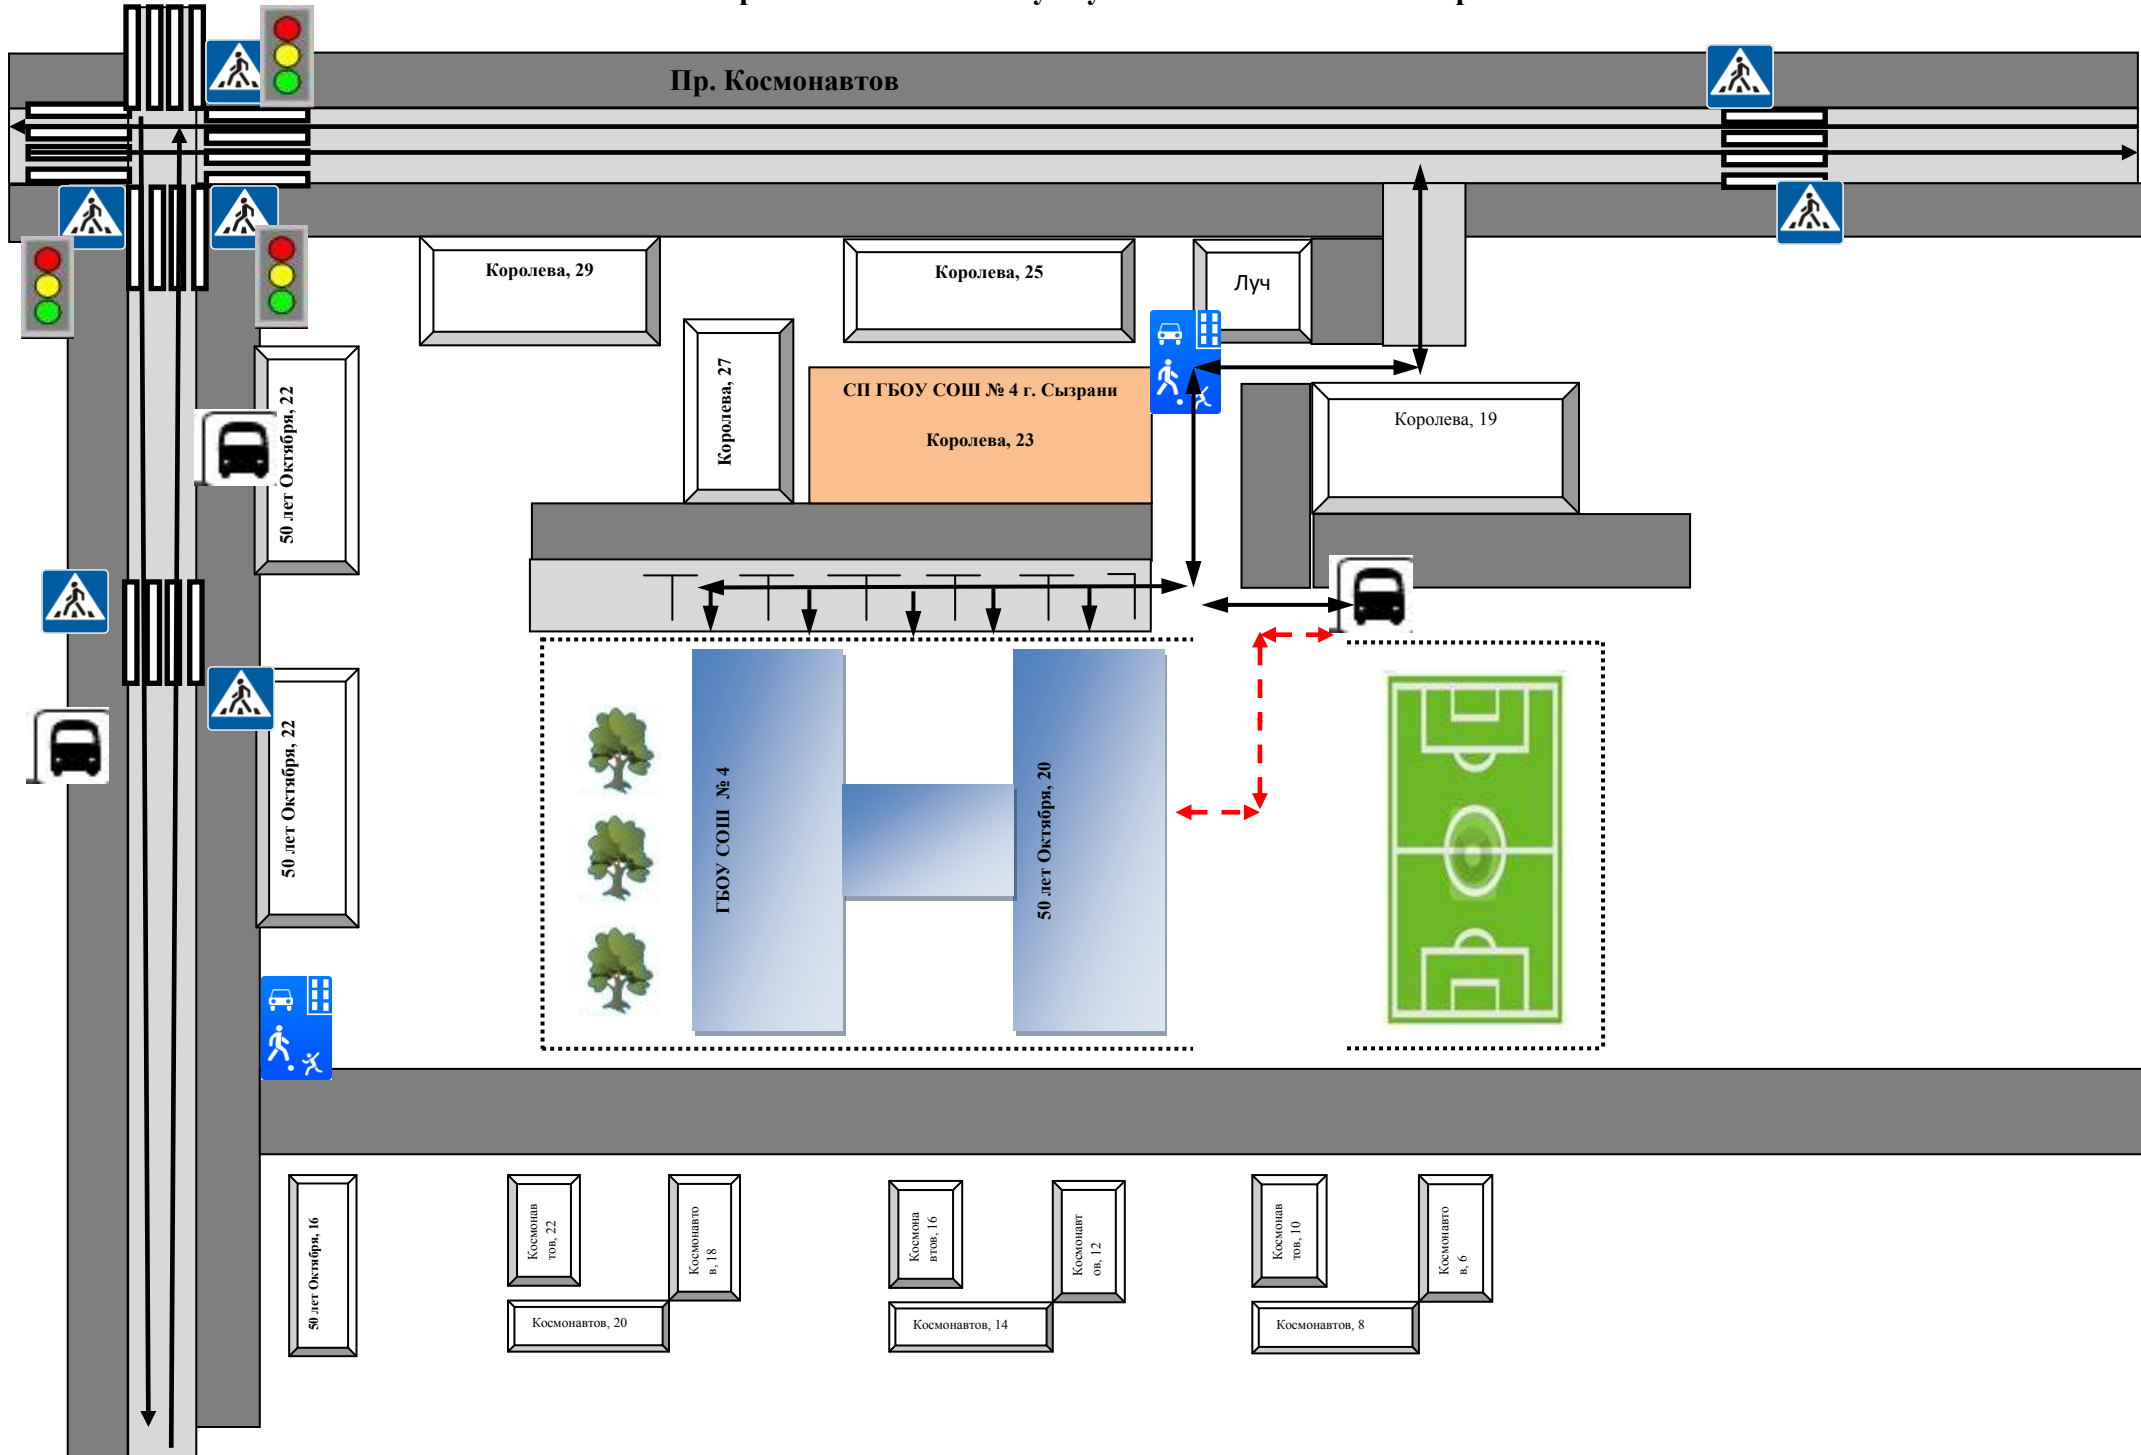 Пр. Космонавтов
Королева, 29
Королева, 25
Луч
Королева, 27
СП ГБОУ СОШ № 4 г. Сызрани
Королева, 23
Королева, 19
50 лет Октября, 22
50 лет Октября, 22
ГБОУ СОШ № 4
50 лет Октября, 20
50 лет Октября, 16
Космонав
тов, 22
Космонавто
в, 18
Космонавтов, 20
Космона
втов, 16
Космонавт
ов, 12
Космонавтов, 14
Космонав
тов, 10
Космонавто
в, 6
Космонавтов, 8